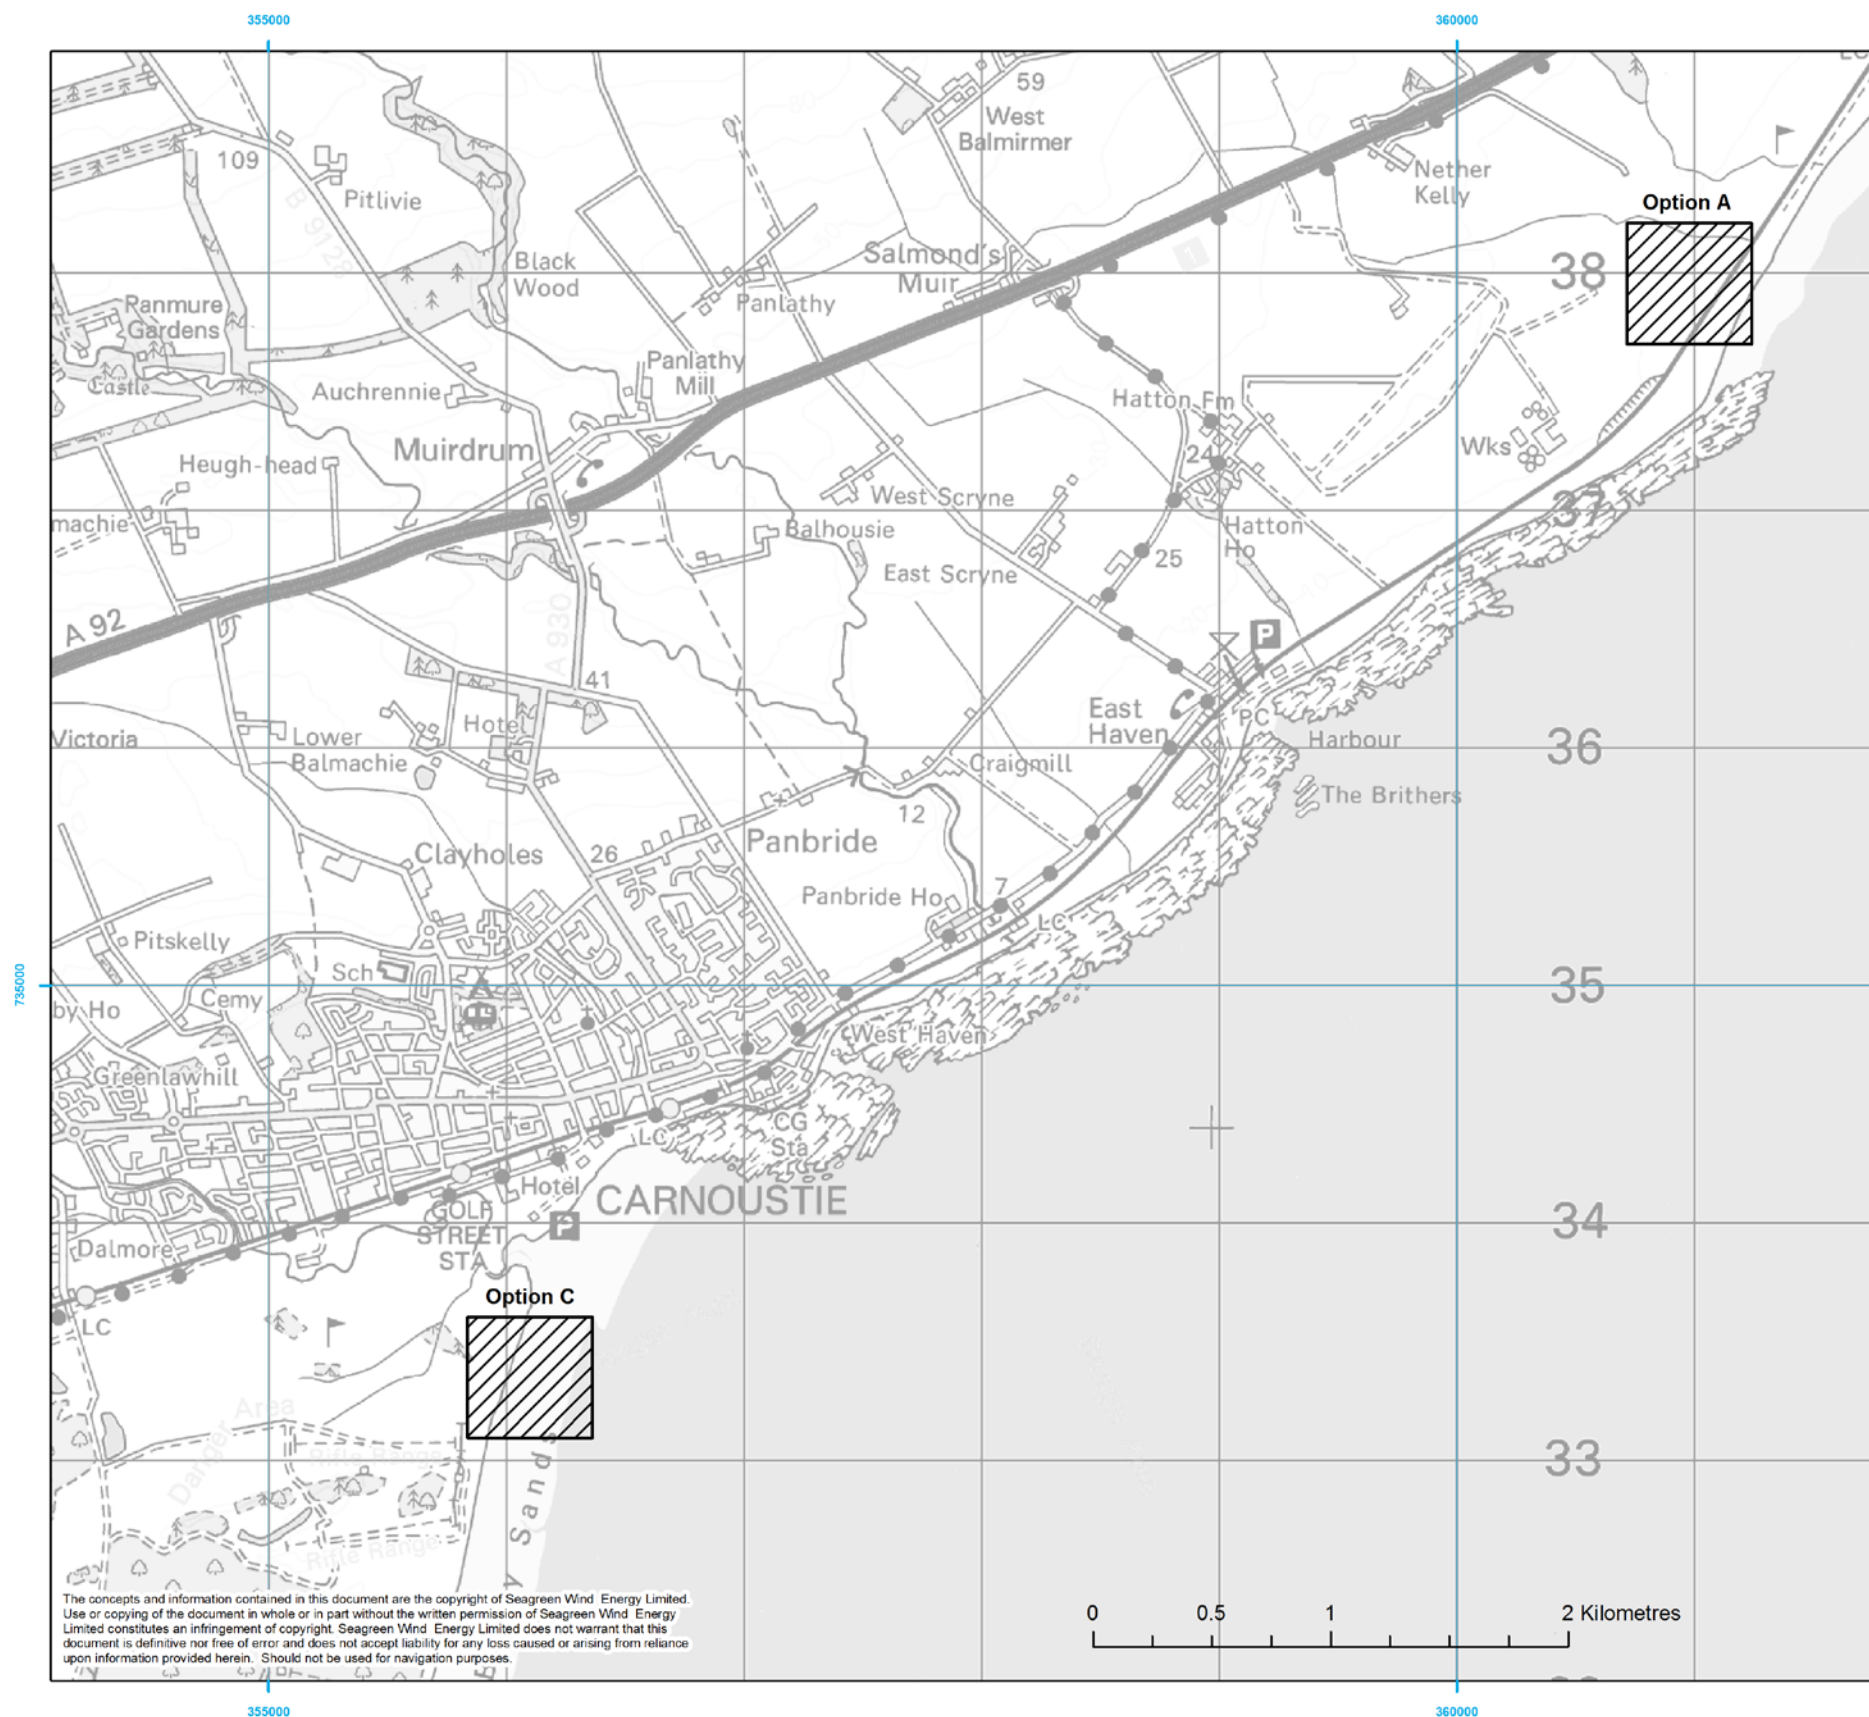 355000
360000
59
West
Balmirmer
109
Pitlivie
B 9128
Nether
Kelly
Option A
Black
Wood
Salmond's
Muir
1
38
Panmure
Gardens
Panlathy
Castle
Panlathy
Mill
Auchrennie
Hatton Fm
Muirdrum
24
Wks
Heugh-head
West Scryne
37
machie
Balhousie
Hatton
Ho
25
East Scryne
A 92
A 930
P
41
East
Haven
PC
Victoria
Lower
Balmachie
Hotel
Harbour
36
Craigmill
The Brithers
12
Panbride
Clayholes
26
7
Panbride Ho
LC
Pitskelly
Sch
35
735000
by Ho
Cemy
West Haven
Greenlawhill
CG
Sta
LC
Hotel
CARNOUSTIE
GOLF
STREET
STA
P
34
Dalmore
Option C
LC
Danger Area
Rifle Range
33
Sands
Rifle Range
The concepts and information contained in this document are the copyright of Seagreen Wind Energy Limited.
Use or copying of the document in whole or in part without the written permission of Seagreen Wind Energy
Limited constitutes an infringement of copyright. Seagreen Wind Energy Limited does not warrant that this
document is definitive nor free of error and does not accept liability for any loss caused or arising from reliance
upon information provided herein. Should not be used for navigation purposes.
0 0.5 1 2 Kilometres
355000
360000